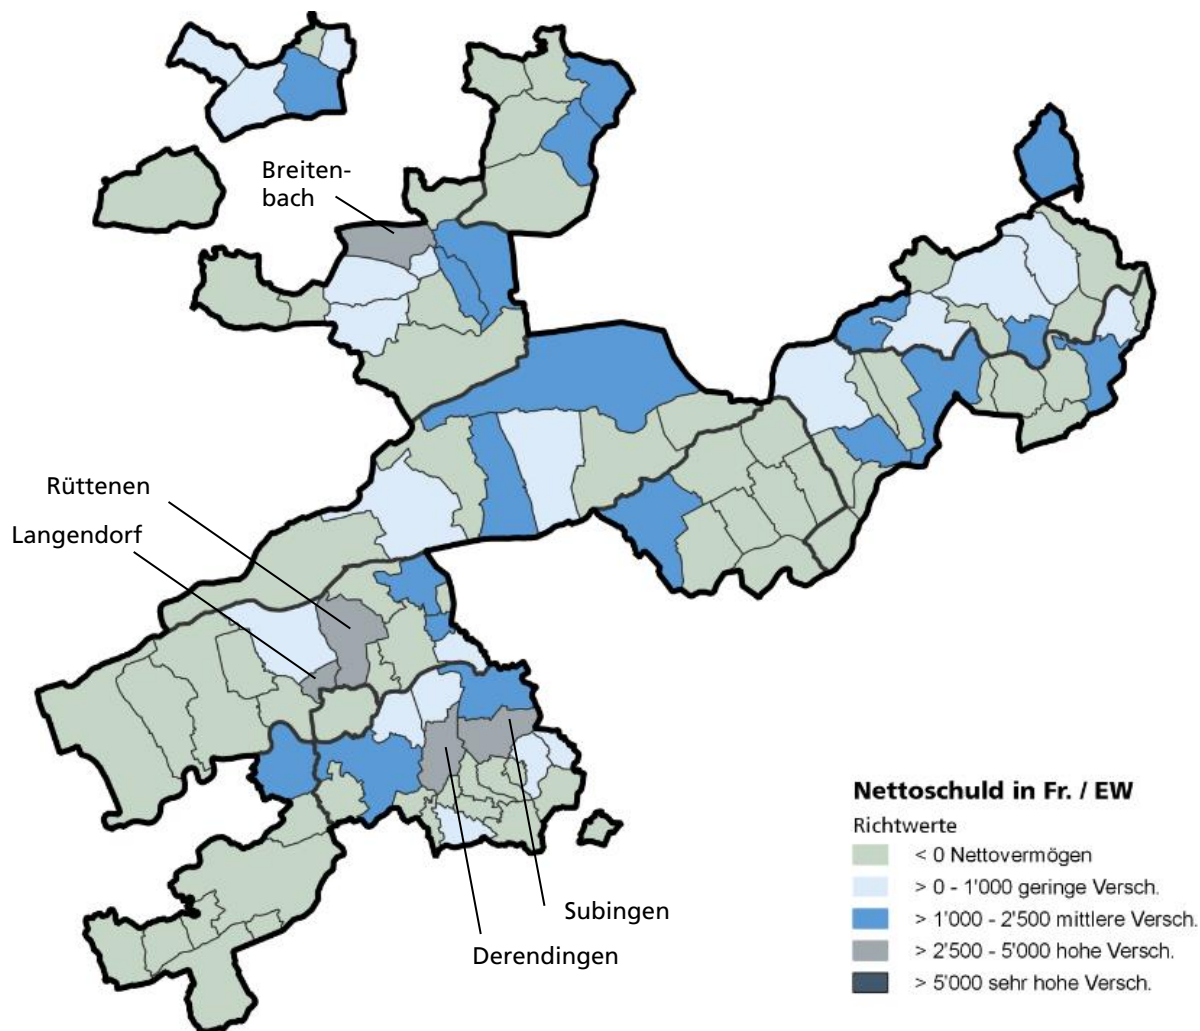 Breiten-
bach
Rüttenen
Langendorf
Subingen
Derendingen
Nettoschuld in Fr. / EW
Richtwerte
< 0 Nettovermögen
> 0 - 1'000 geringe Versch.
> 1'000 - 2'500 mittlere Versch.
> 2'500 - 5'000 hohe Versch.
> 5'000 sehr hohe Versch.